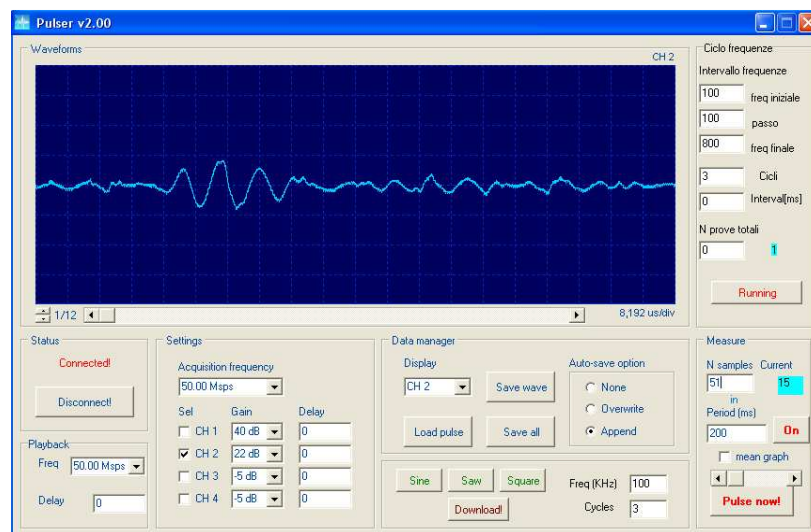 Pulser v2.00
Waveforms
CH 2
1/12
8,192 us/div
Ciclo frequenze
Intervallo frequenze
100 freq iniziale
100 passo
800 freq finale
3 Cicli
0 Interval[ms]
N prove totali
0 1
Running
Status
Connected!
Disconnect!
Playback
Freq 50.00 Msps
Delay 0
Settings
Acquisition frequency
50.00 Msps
Sel Gain Delay
CH 1 40 dB 0
CH 2 22 dB 0
CH 3 -5 dB 0
CH 4 -5 dB 0
Data manager
Display
CH 2
Save wave
Load pulse
Save all
Auto-save option
None
Overwrite
Append
Sine
Saw
Square
Download!
Freq (KHz) 100
Cycles 3
Measure
N samples Current
51 15
in
Period (ms)
200
On
mean graph
Pulse now!